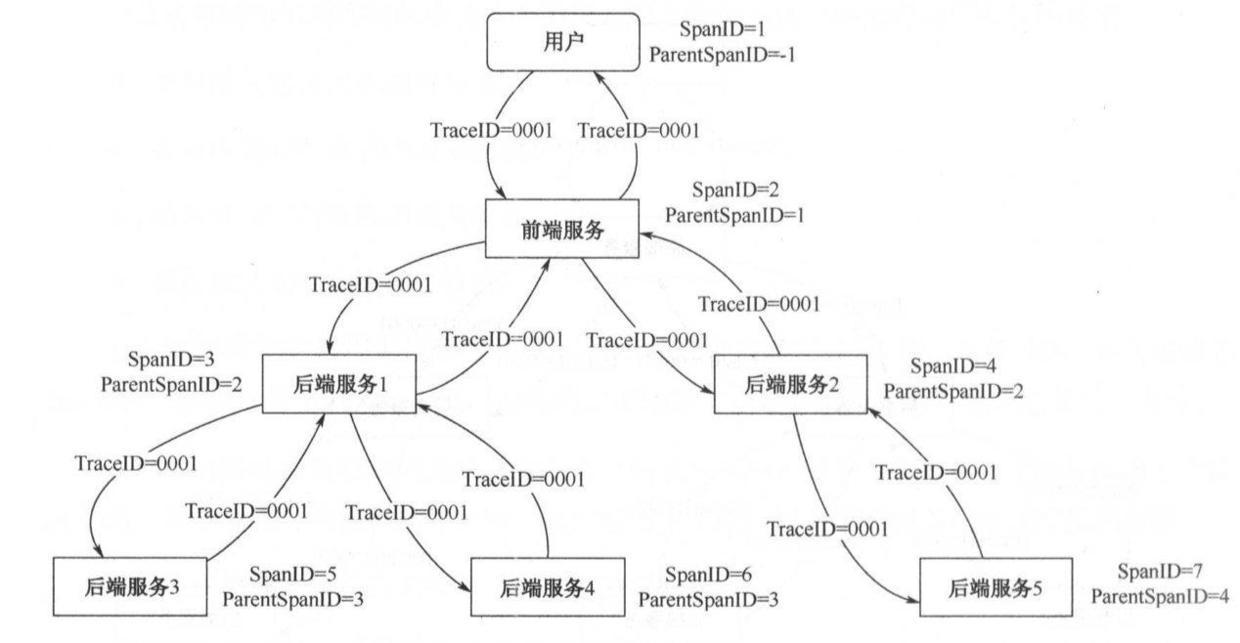 用户
SpanID=1
ParentSpanID=-1
TraceID=0001
TraceID=0001
SpanID=2
ParentSpanID=1
前端服务
TraceID=0001
TraceID=0001
TraceID=0001
TraceID=0001
SpanID=3
ParentSpanID=2
后端服务1
后端服务2
SpanID=4
ParentSpanID=2
TraceID=0001
TraceID=0001
TraceID=0001
TraceID=0001
TraceID=0001
TraceID=0001
后端服务3
SpanID=5
ParentSpanID=3
后端服务4
SpanID=6
ParentSpanID=3
后端服务5
SpanID=7
ParentSpanID=4